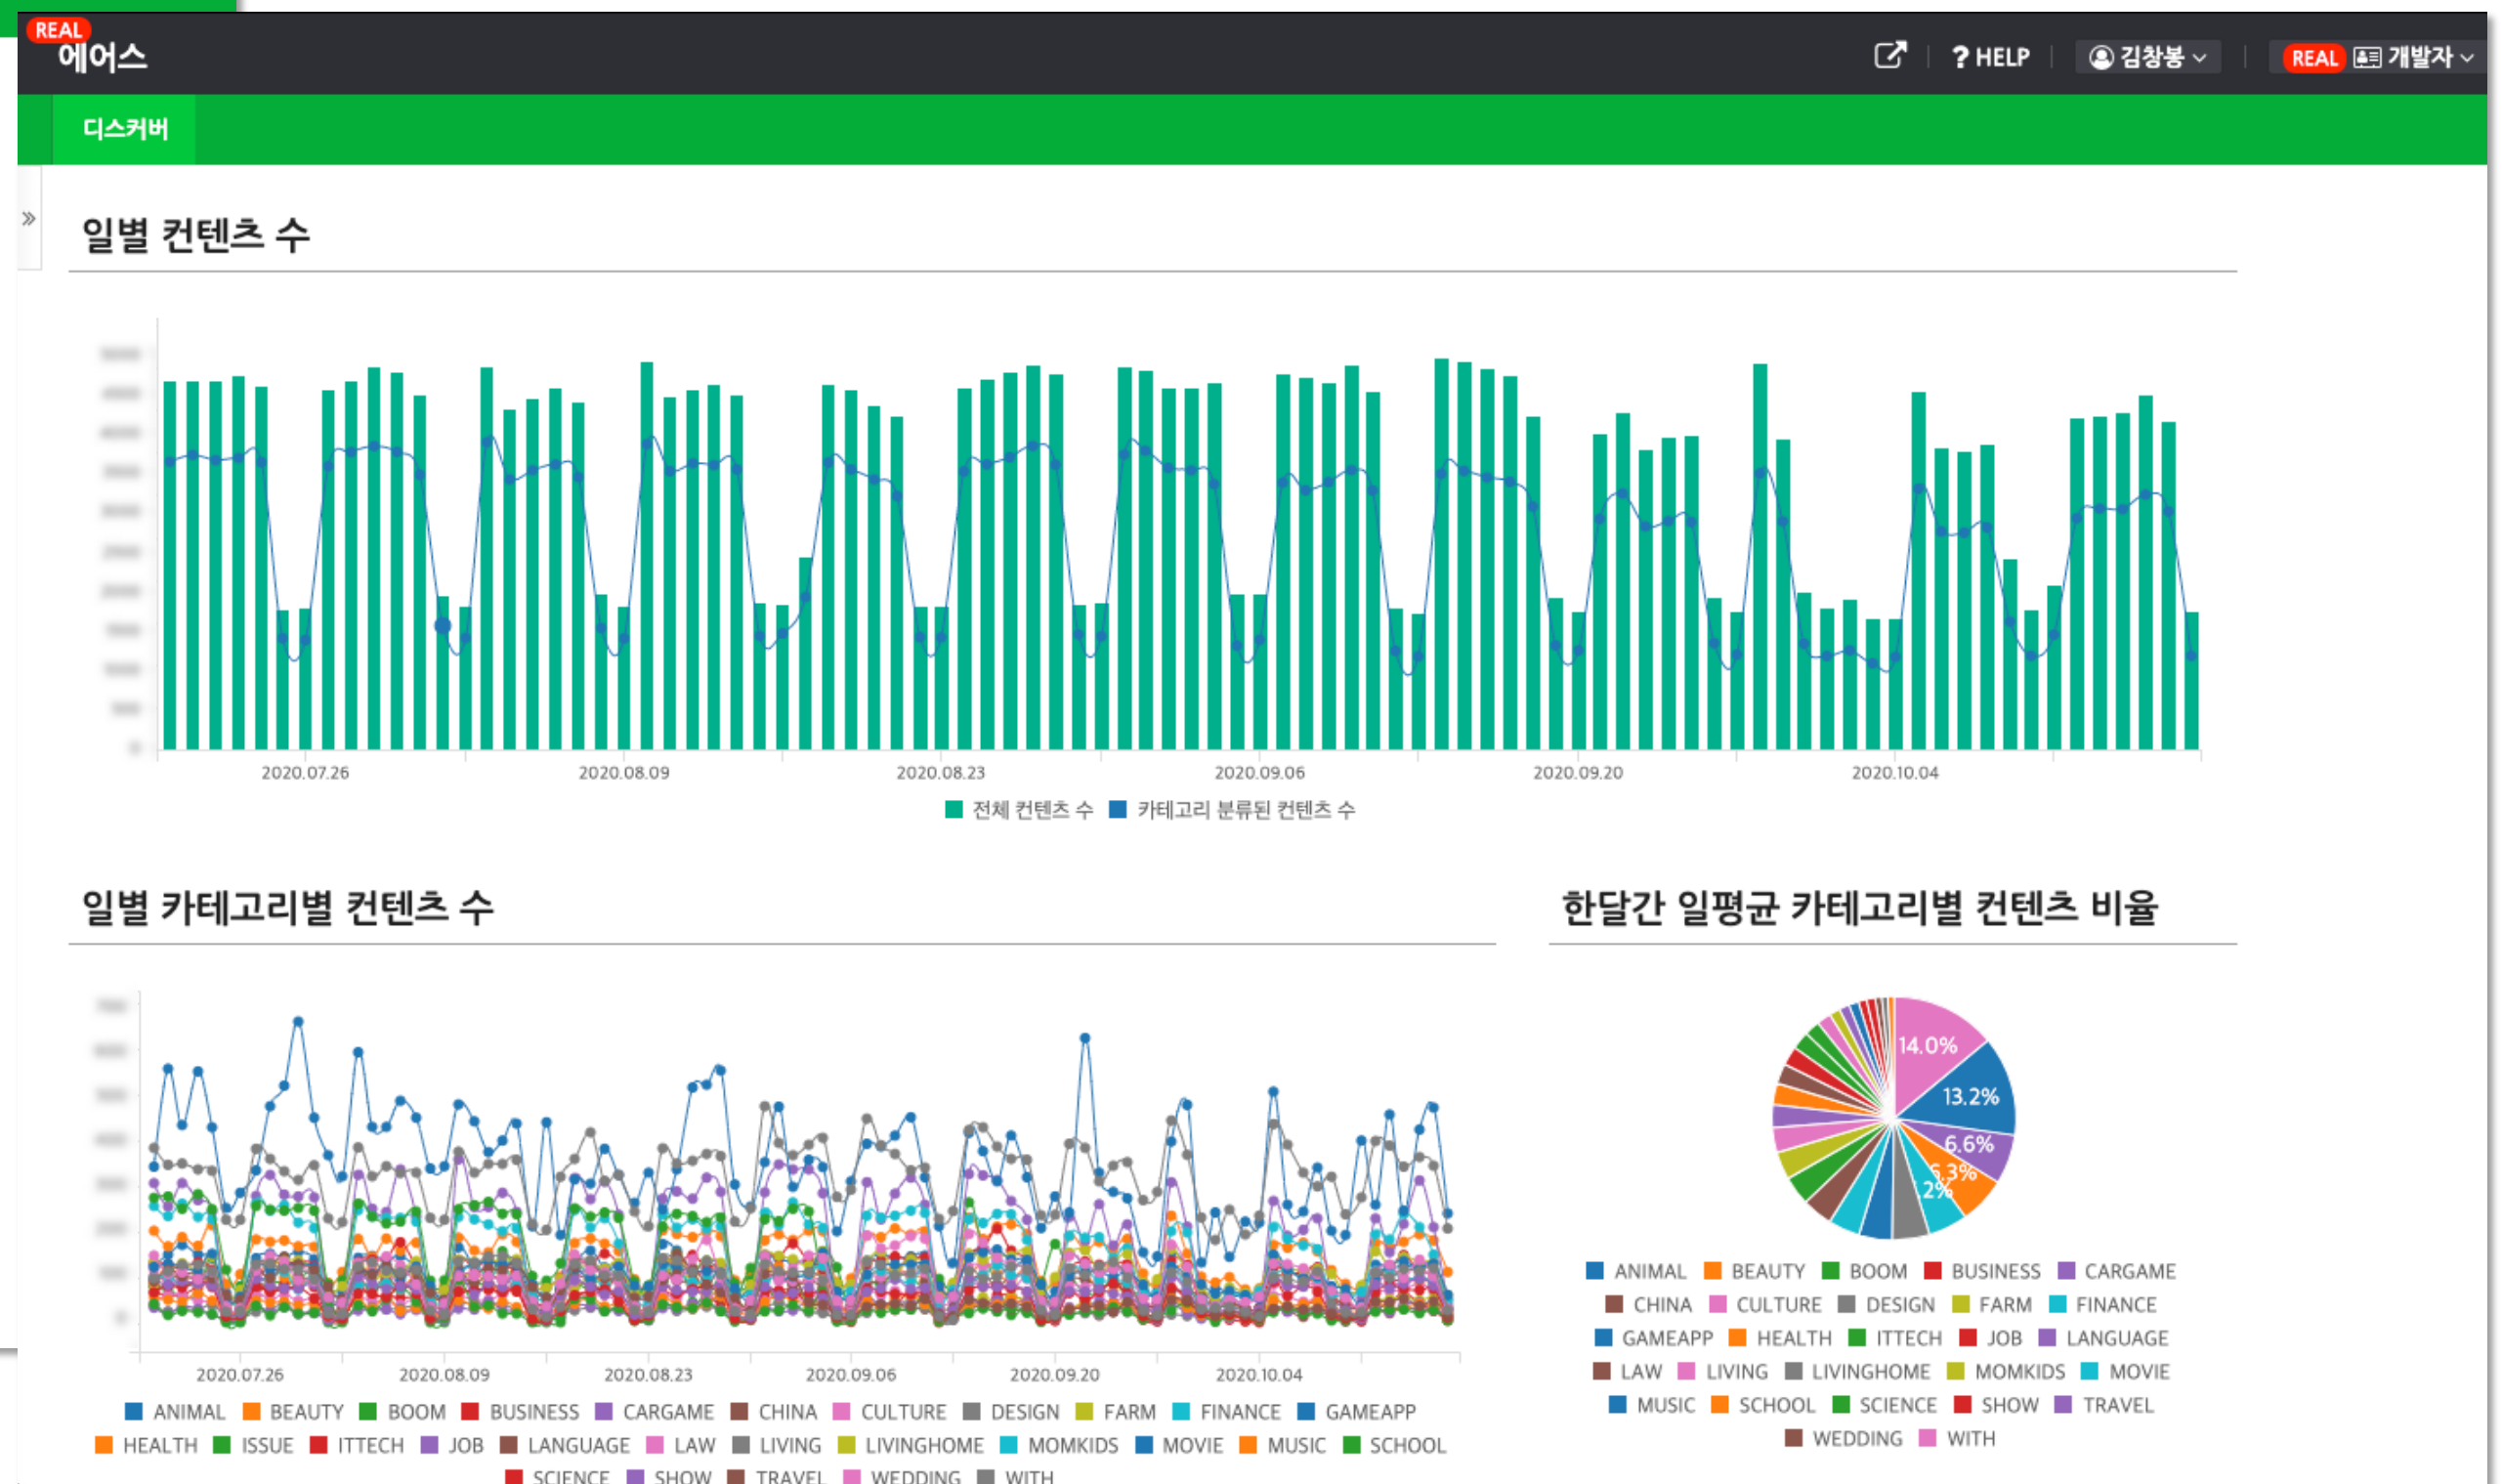 REAL
에어스
? HELP 김창봉 REAL 개발자
디스커버
일별 컨텐츠 수
2020.07.26 2020.08.09 2020.08.23 2020.09.06 2020.09.20 2020.10.04
전체 컨텐츠 수 카테고리 분류된 컨텐츠 수
일별 카테고리별 컨텐츠 수
2020.07.26 2020.08.09 2020.08.23 2020.09.06 2020.09.20 2020.10.04
ANIMAL BEAUTY BOOM BUSINESS CARGAME CHINA CULTURE DESIGN FARM FINANCE GAMEAPP
HEALTH ISSUE ITTECH JOB LANGUAGE LAW LIVING LIVINGHOME MOMKIDS MOVIE MUSIC SCHOOL
SCIENCE SHOW TRAVEL WEDDING WITH
한달간 일평균 카테고리별 컨텐츠 비율
14.0%
13.2%
6.6%
ANIMAL BEAUTY BOOM BUSINESS CARGAME
CHINA CULTURE DESIGN FARM FINANCE
GAMEAPP HEALTH ITTECH JOB LANGUAGE
LAW LIVING LIVINGHOME MOMKIDS MOVIE
MUSIC SCHOOL SCIENCE SHOW TRAVEL
WEDDING WITH